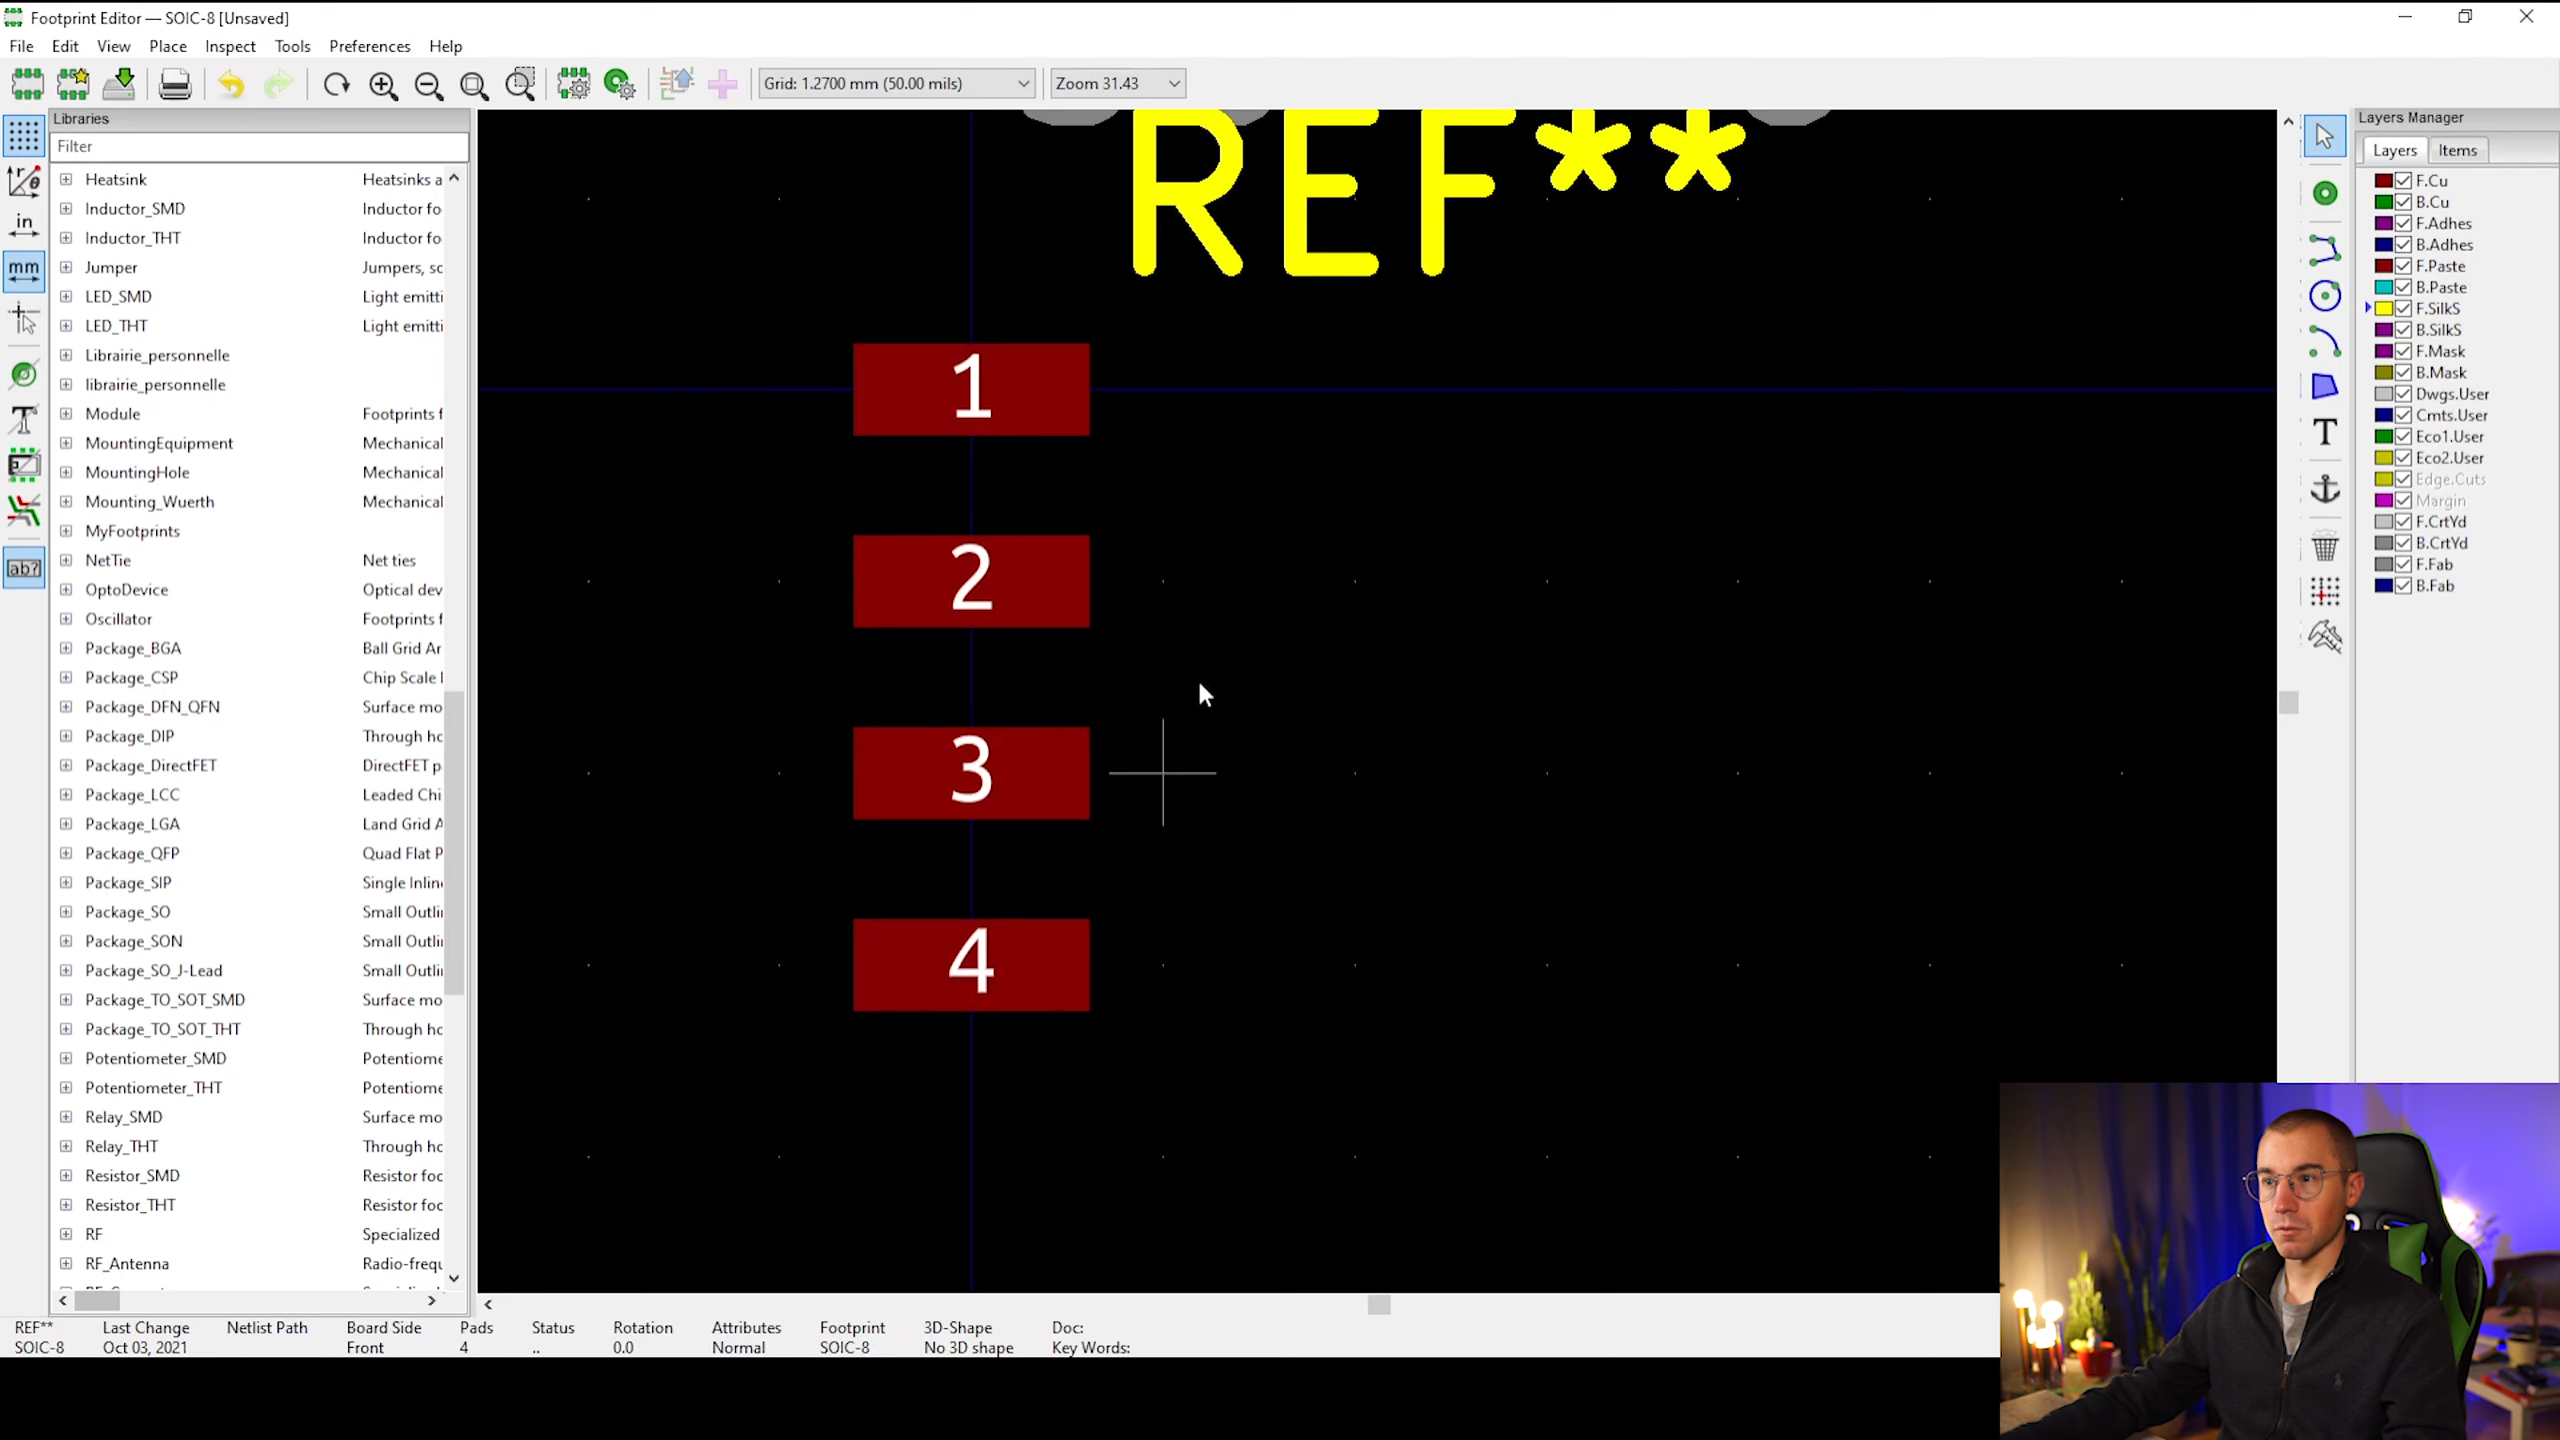 Footprint Editor — SOIC-8 [Unsaved]
File Edit View Place Inspect Tools Preferences Help
Grid: 1.2700 mm (50.00 mils) Zoom 31.43
Libraries
Filter
Heatsink Heatsinks a
Inductor_SMD Inductor fo
Inductor_THT Inductor fo
Jumper Jumpers, sc
LED_SMD Light emitti
LED_THT Light emitti
Librairie_personnelle
librairie_personnelle
Module Footprints f
MountingEquipment Mechanical
MountingHole Mechanical
Mounting_Wuerth Mechanical
MyFootprints
NetTie Net ties
OptoDevice Optical dev
Oscillator Footprints f
Package_BGA Ball Grid Ar
Package_CSP Chip Scale
Package_DFN_QFN Surface mo
Package_DIP Through ho
Package_DirectFET DirectFET p
Package_LCC Leaded Chi
Package_LGA Land Grid A
Package_QFP Quad Flat P
Package_SIP Single Inlin
Package_SO Small Outli
Package_SON Small Outli
Package_SO_J-Lead Small Outli
Package_TO_SOT_SMD Surface mo
Package_TO_SOT_THT Through ho
Potentiometer_SMD Potentiome
Potentiometer_THT Potentiome
Relay_SMD Surface mo
Relay_THT Through ho
Resistor_SMD Resistor foc
Resistor_THT Resistor foc
RF Specialized
RF_Antenna Radio-frequ
in
mm
ab?
REF**
1
2
3
4
Layers Manager
Layers Items
F.Cu
B.Cu
F.Adhes
B.Adhes
F.Paste
B.Paste
F.SilkS
B.SilkS
F.Mask
B.Mask
Dwgs.User
Cmts.User
Eco1.User
Eco2.User
Edge.Cuts
Margin
F.CrtYd
B.CrtYd
F.Fab
B.Fab
REF** Last Change Netlist Path Board Side Pads Status Rotation Attributes Footprint 3D-Shape Doc:
SOIC-8 Oct 03, 2021 Front 4 .. 0.0 Normal SOIC-8 No 3D shape Key Words: